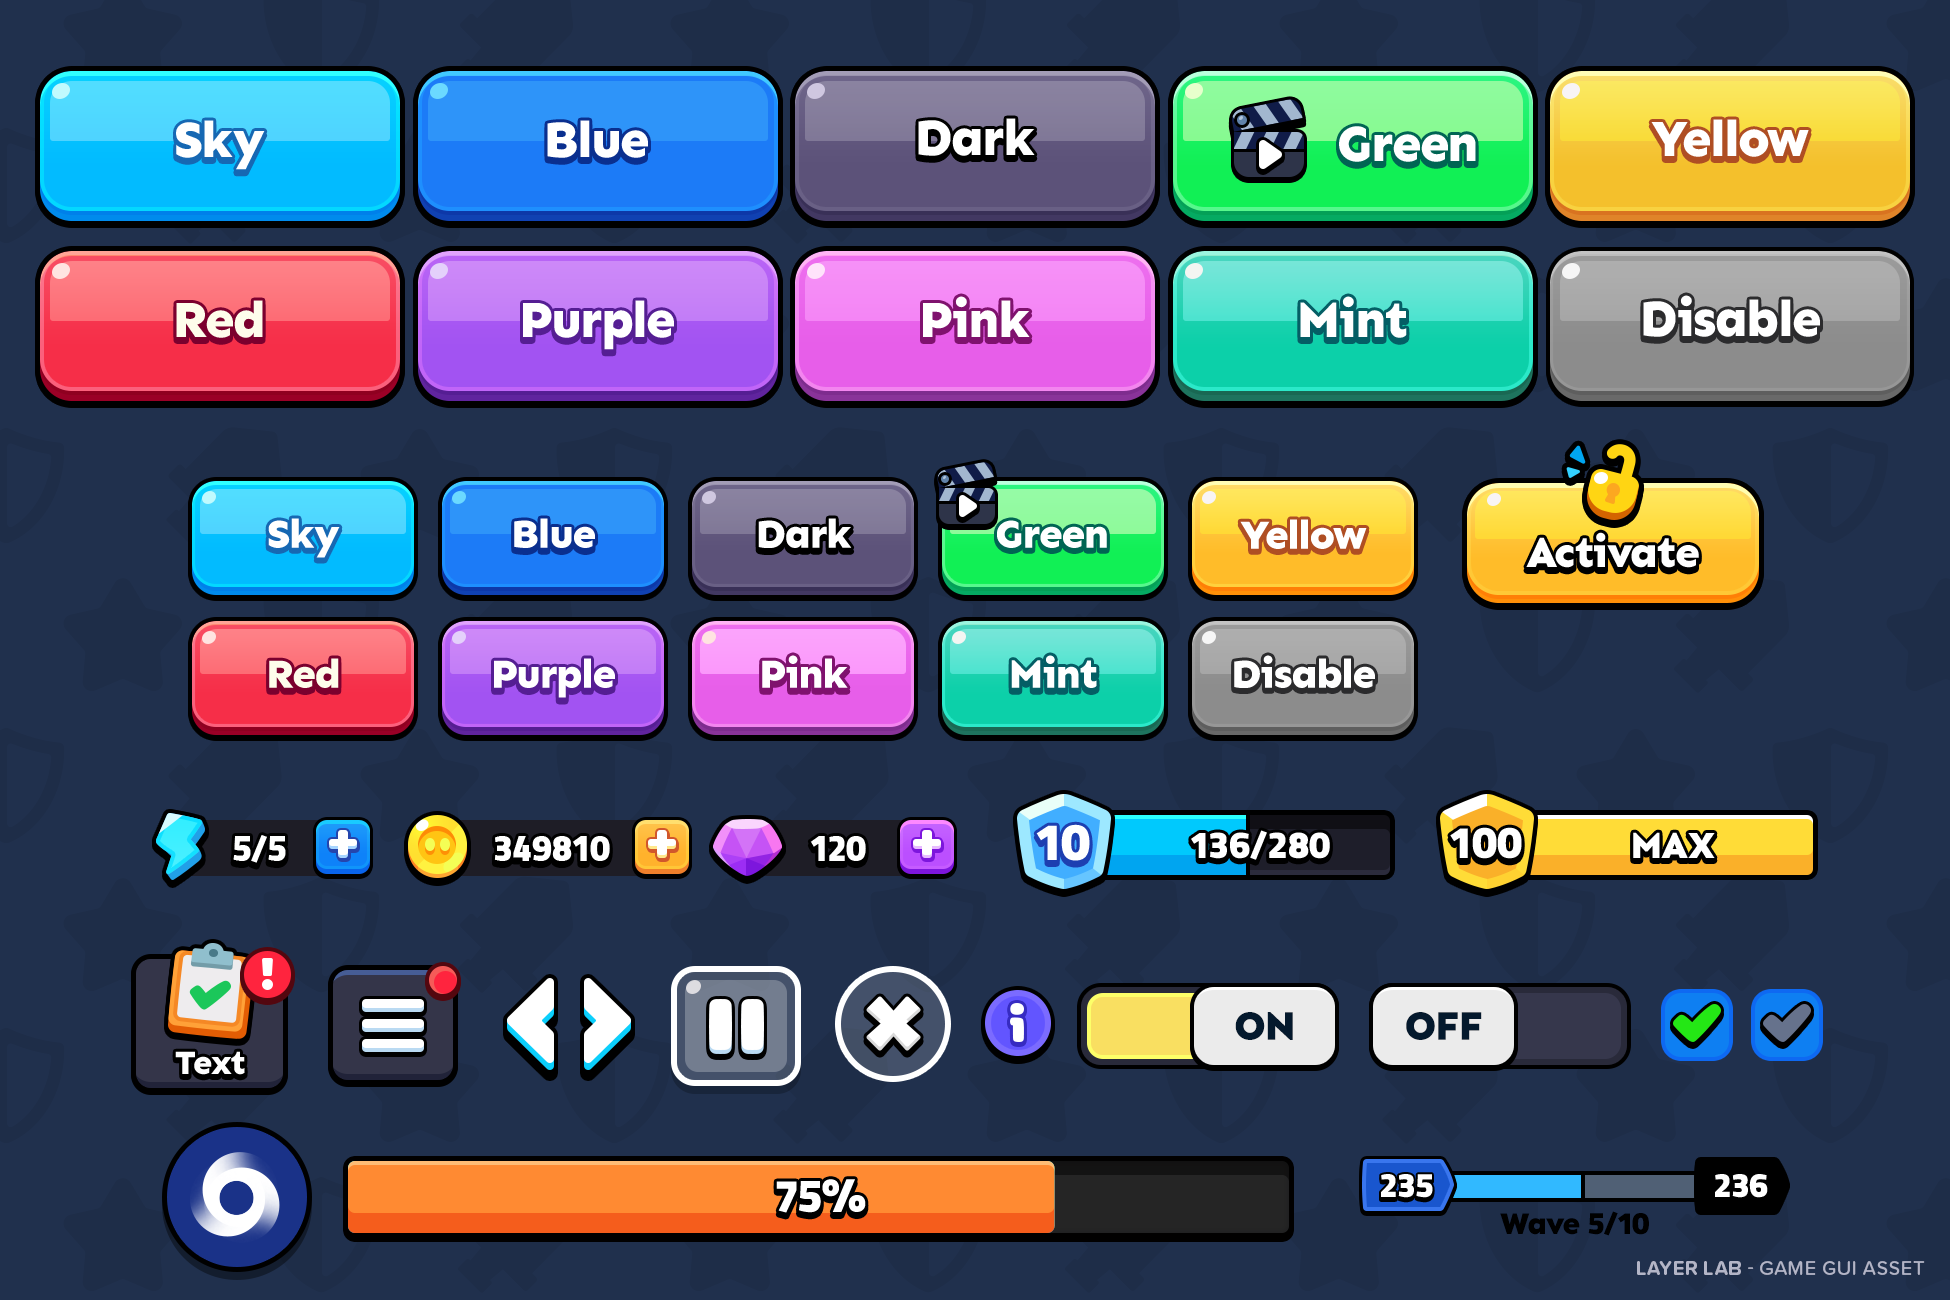 Sky
Blue
Dark
Green
Yellow
Red
Purple
Pink
Mint
Disable
Sky
Blue
Dark
Green
Yellow
Activate
Red
Purple
Pink
Mint
Disable
5/5
349810
120
10
136/280
100
MAX
!
Text
i
ON
OFF
75%
235
236
Wave 5/10
LAYER LAB - GAME GUI ASSET